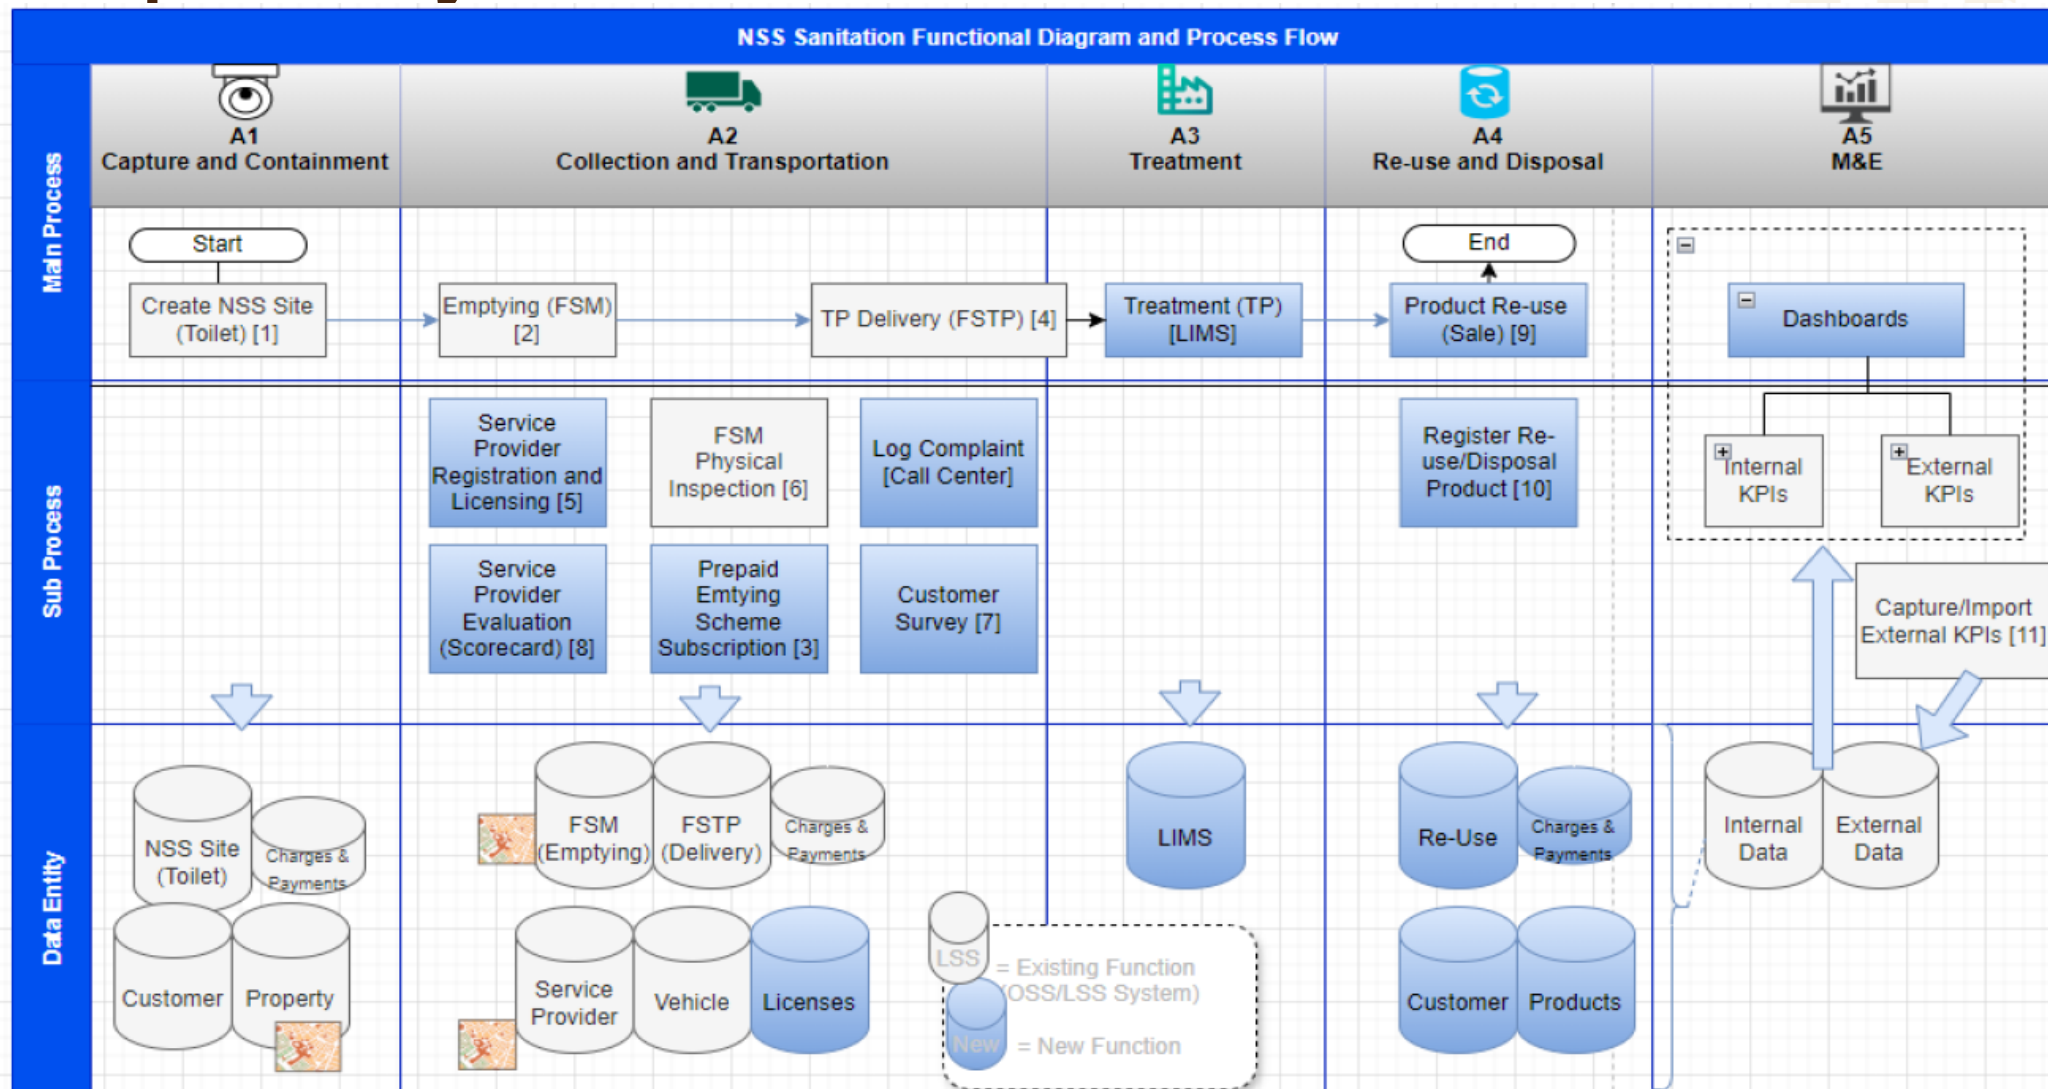 NSS Sanitation Functional Diagram and Process Flow
Main Process
A1
Capture and Containment
A2
Collection and Transportation
A3
Treatment
A4
Re-use and Disposal
A5
M&E
Start
Create NSS Site
(Toilet) [1]
Emptying (FSM)
[2]
TP Delivery (FSTP) [4]
Treatment (TP)
[LIMS]
End
Product Re-use
(Sale) [9]
Dashboards
Sub Process
Service
Provider
Registration and
Licensing [5]
FSM
Physical
Inspection [6]
Log Complaint
[Call Center]
Register Re-
use/Disposal
Product [10]
Internal
KPIs
External
KPIs
Service
Provider
Evaluation
(Scorecard) [8]
Prepaid
Emtying
Scheme
Subscription [3]
Customer
Survey [7]
Capture/Import
External KPIs [11]
Data Entity
NSS Site
(Toilet)
Charges &
Payments
Customer
Property
FSM
(Emptying)
FSTP
(Delivery)
Charges &
Payments
Service
Provider
Vehicle
Licenses
LIMS
Re-Use
Charges &
Payments
Customer
Products
Internal
Data
External
Data
LSS
= Existing Function
(OSS/LSS System)
New
= New Function